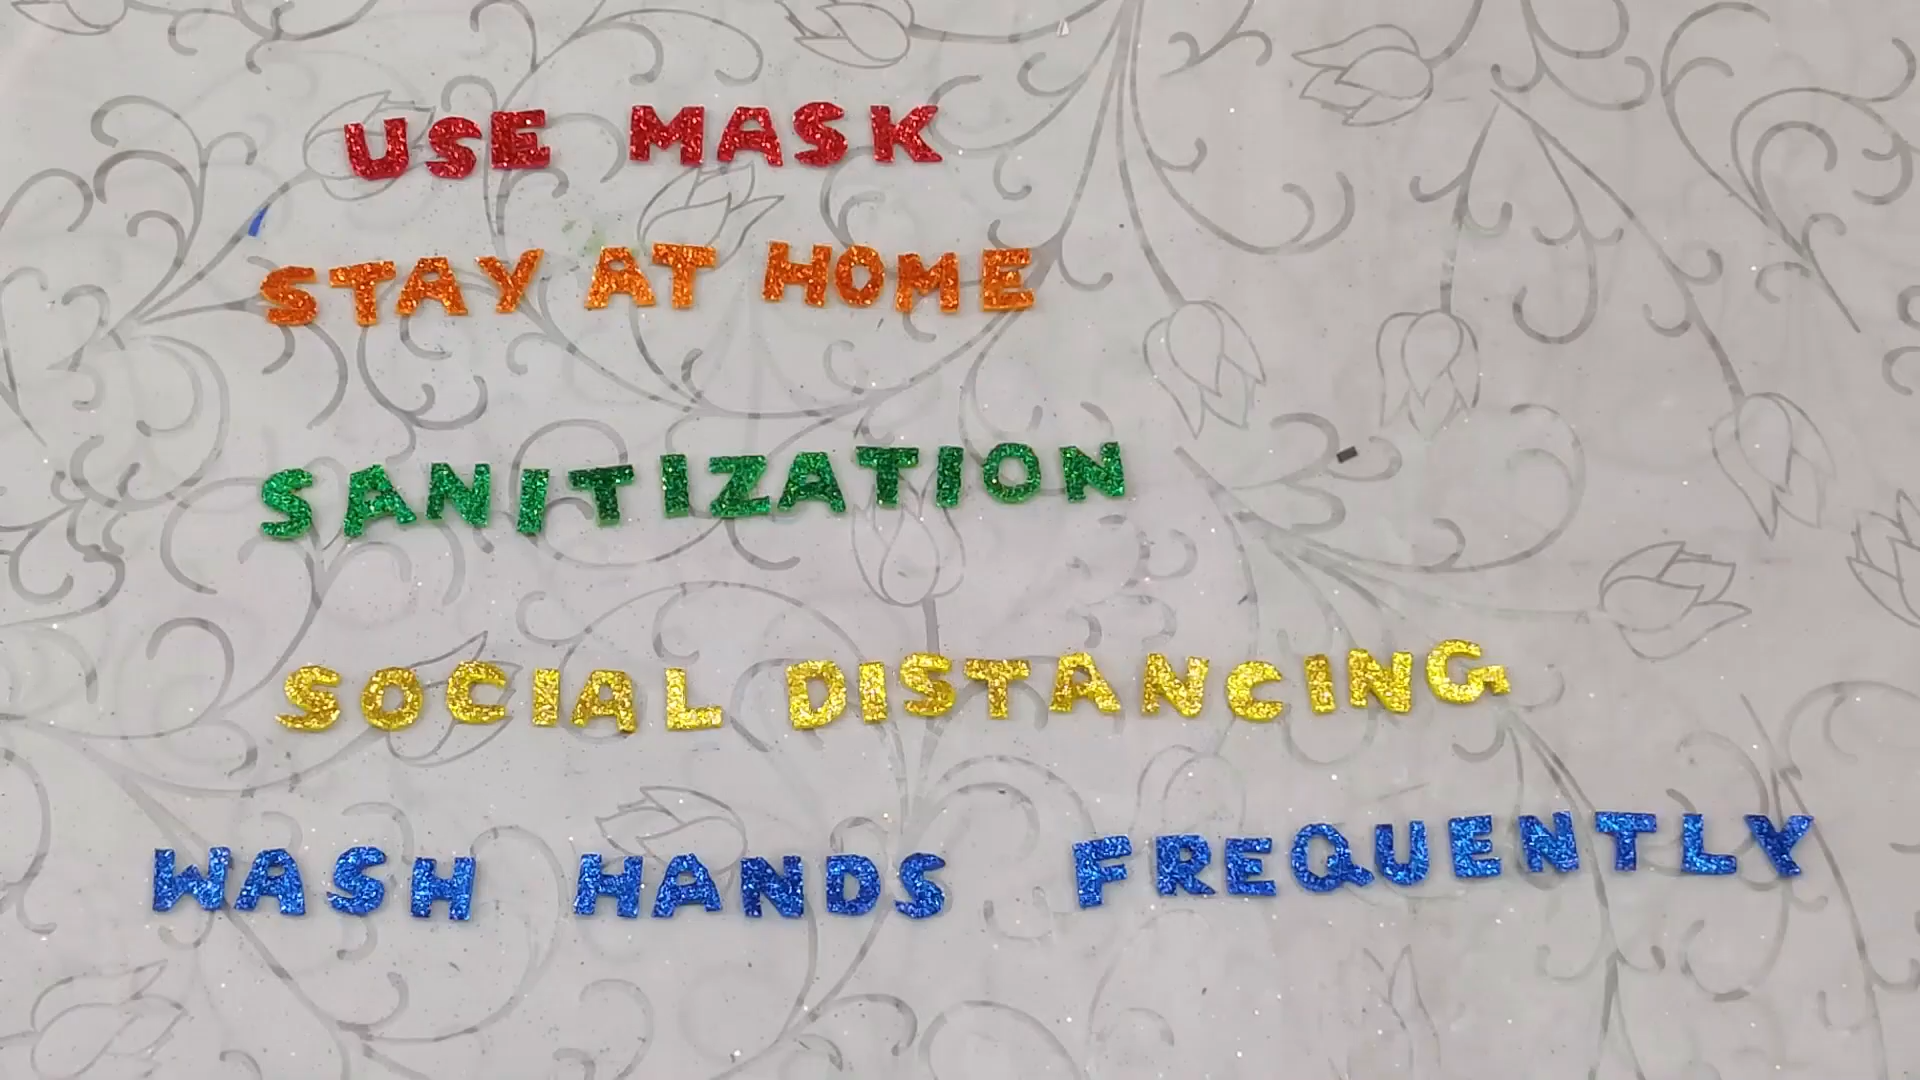 USE MASK
STAY AT HOME
SANITIZATION
SOCIAL DISTANCING
WASH HANDS FREQUENTLY